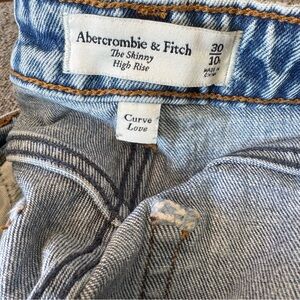 Abercrombie & Fitch
The Skinny
High Rise
30
10
Curve
Love